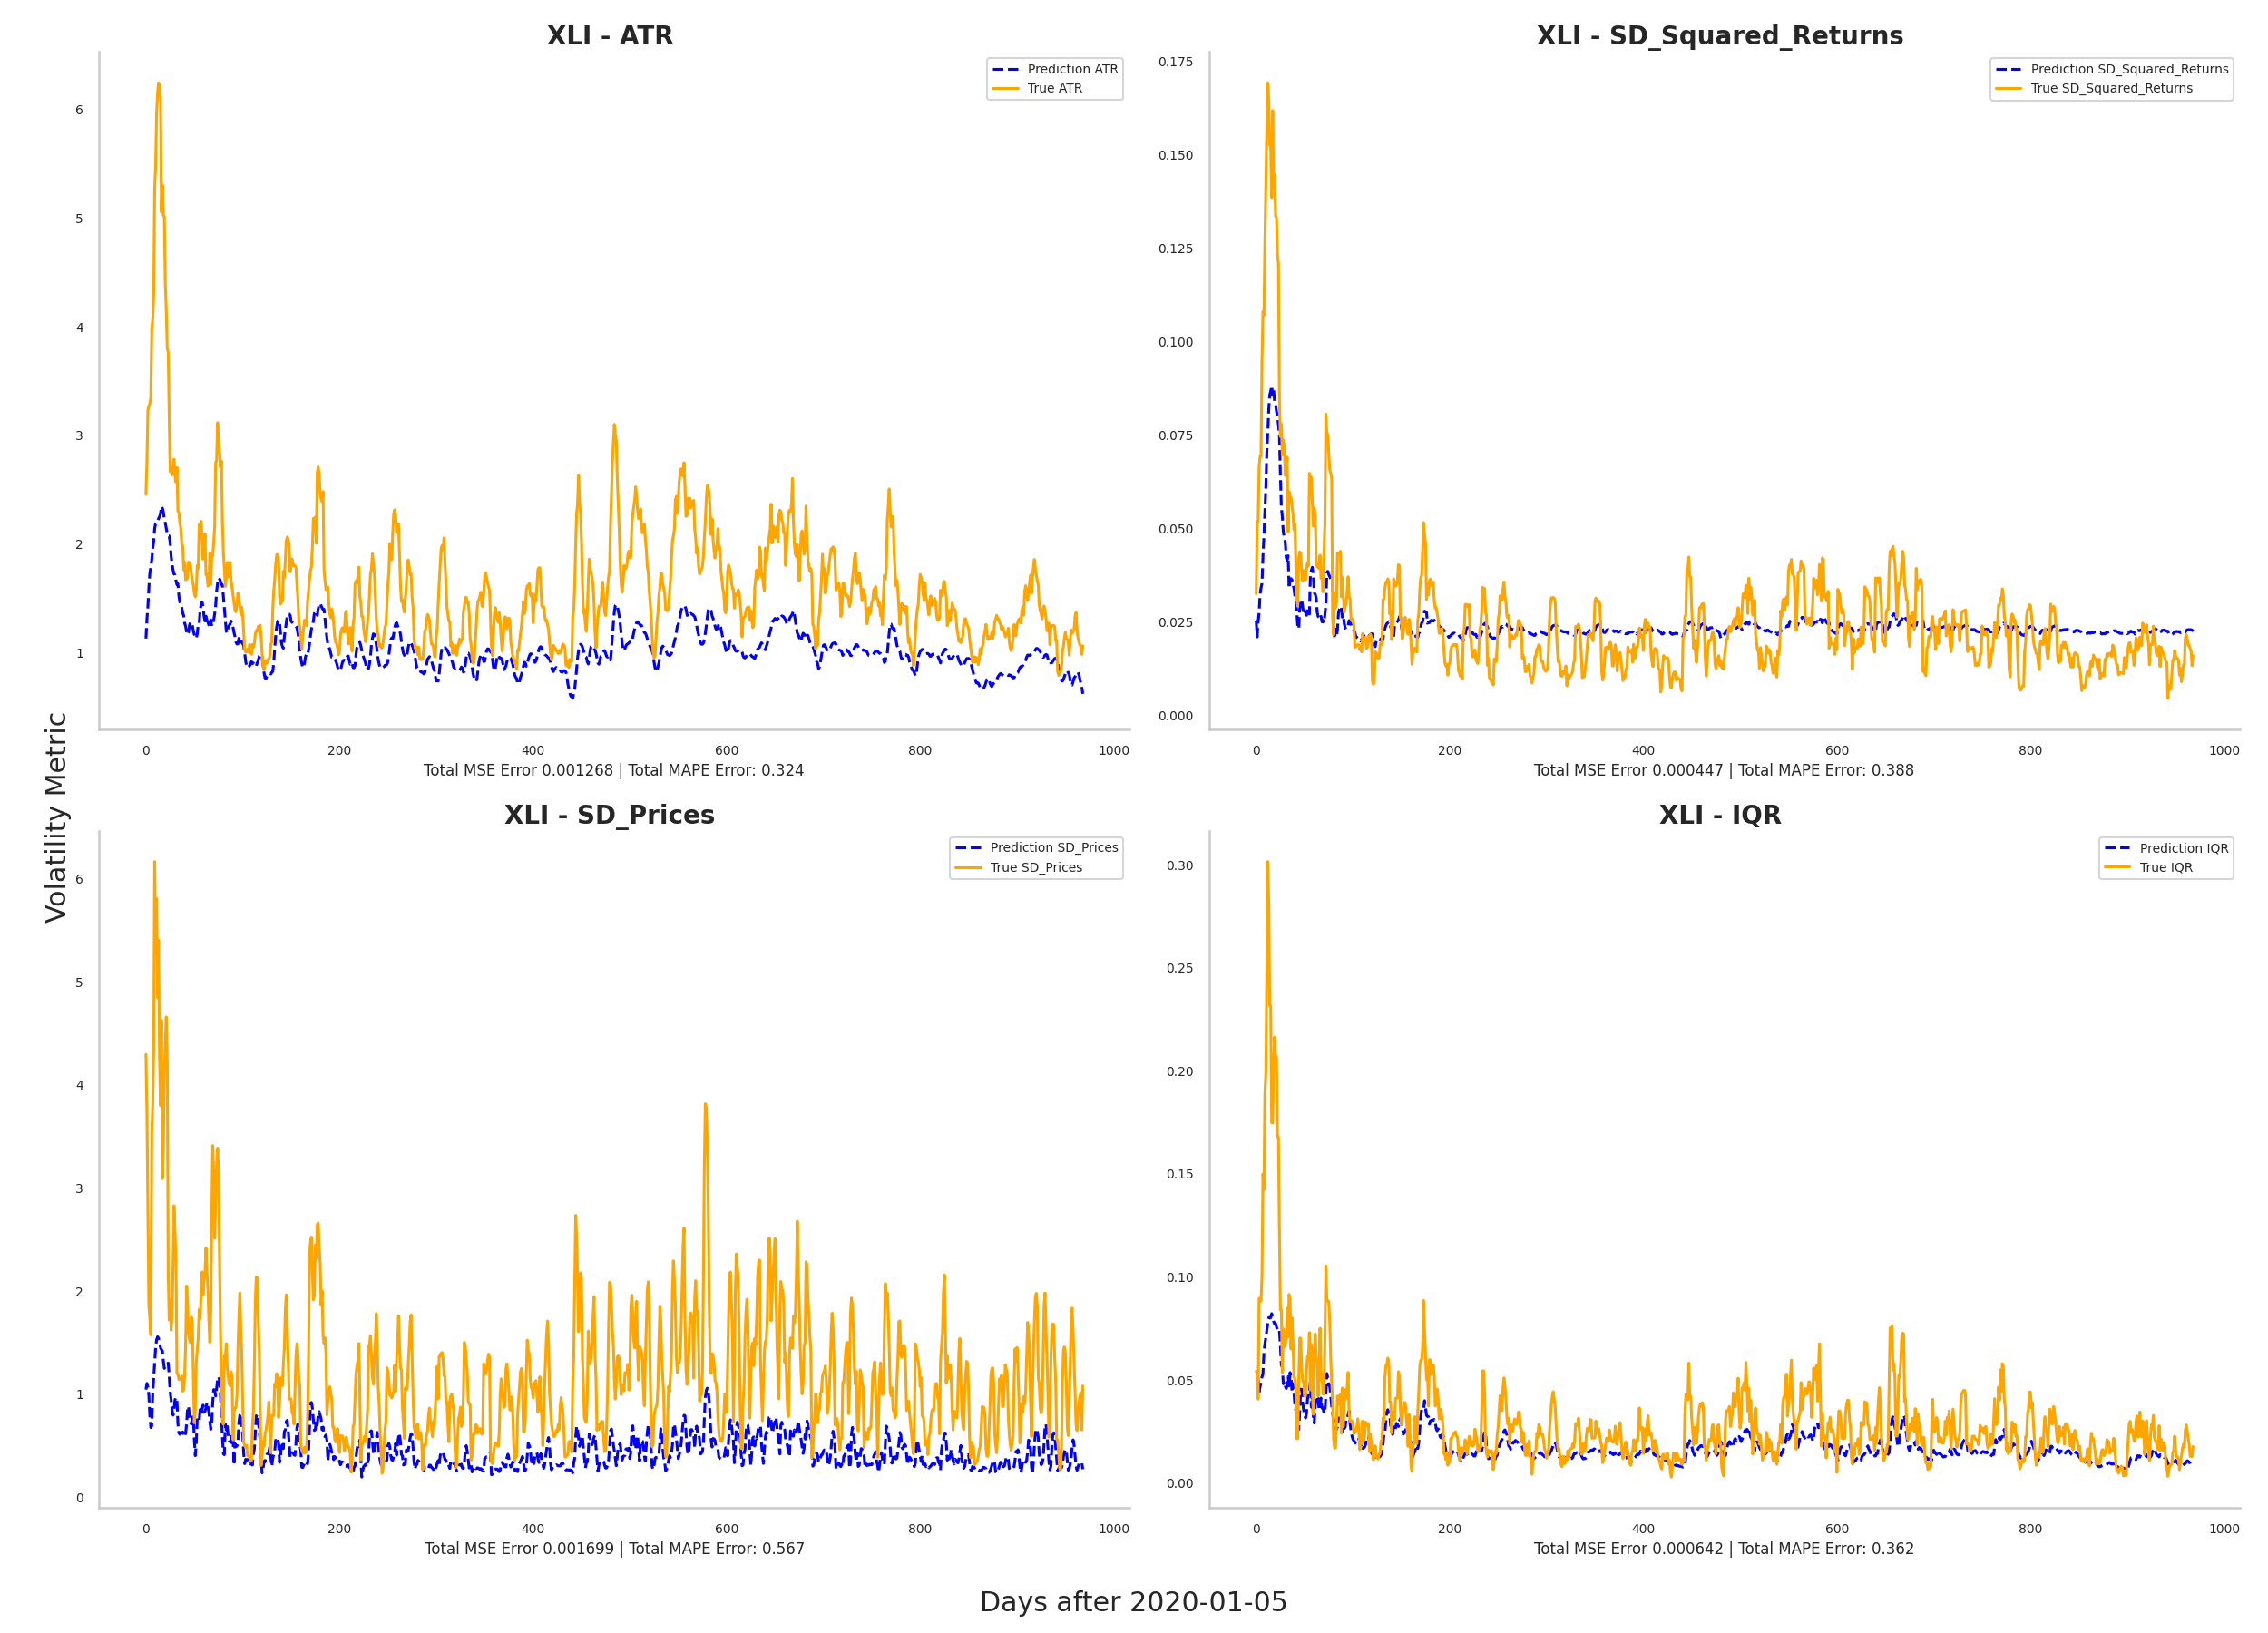 XLI - ATR
Prediction ATR
True ATR
6
5
4
3
2
1
0 200 400 600 800 1000
Total MSE Error 0.001268 | Total MAPE Error: 0.324
XLI - SD_Squared_Returns
Prediction SD_Squared_Returns
True SD_Squared_Returns
0.175
0.150
0.125
0.100
0.075
0.050
0.025
0.000
0 200 400 600 800 1000
Total MSE Error 0.000447 | Total MAPE Error: 0.388
Volatility Metric
XLI - SD_Prices
Prediction SD_Prices
True SD_Prices
6
5
4
3
2
1
0
0 200 400 600 800 1000
Total MSE Error 0.001699 | Total MAPE Error: 0.567
XLI - IQR
Prediction IQR
True IQR
0.30
0.25
0.20
0.15
0.10
0.05
0.00
0 200 400 600 800 1000
Total MSE Error 0.000642 | Total MAPE Error: 0.362
Days after 2020-01-05